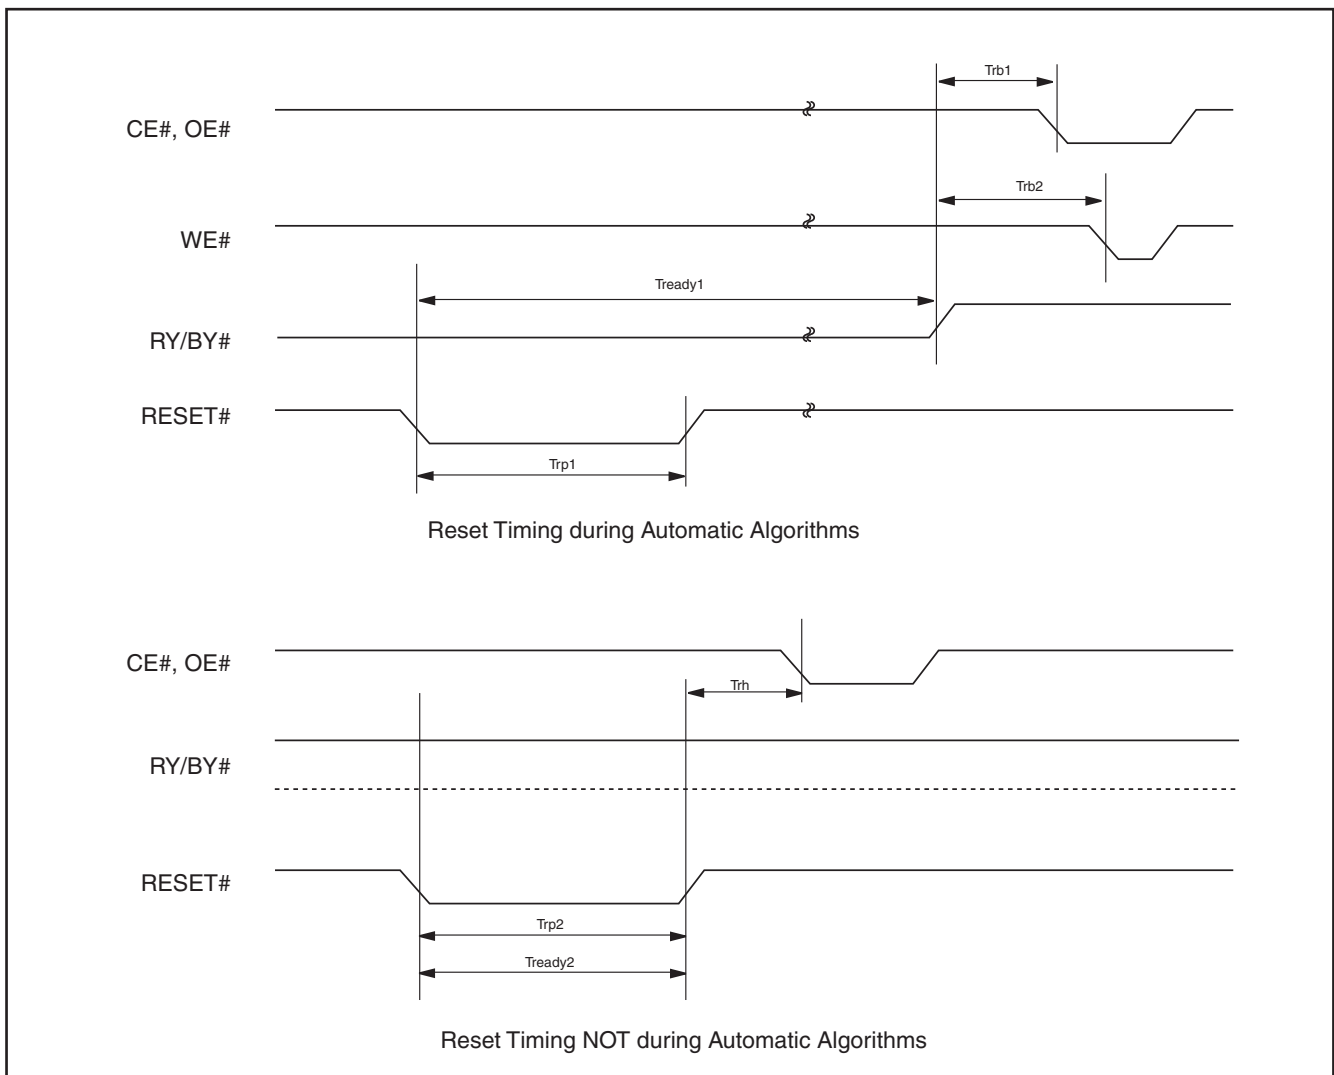 Trb1
CE#, OE#
Trb2
WE#
Tready1
RY/BY#
RESET#
Trp1
Reset Timing during Automatic Algorithms
CE#, OE#
Trh
RY/BY#
RESET#
Trp2
Tready2
Reset Timing NOT during Automatic Algorithms